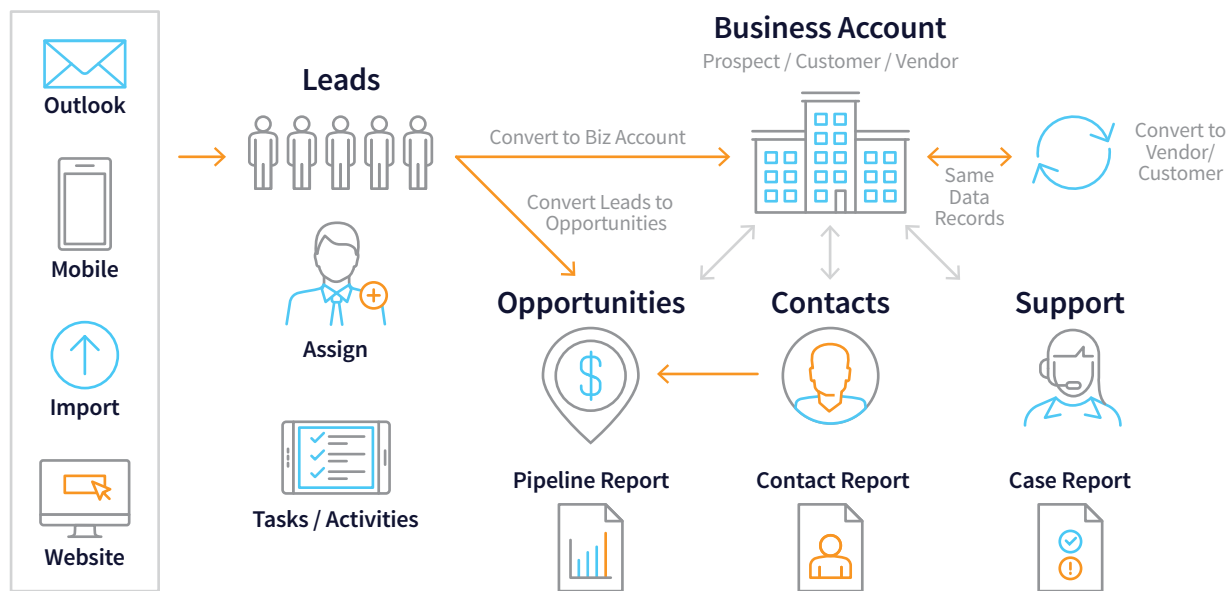 Outlook
Mobile
Import
Website
Leads
Assign
Tasks / Activities
Convert to Biz Account
Convert Leads to
Opportunities
Business Account
Prospect / Customer / Vendor
Same
Data
Records
Convert to
Vendor/
Customer
Opportunities
$
Pipeline Report
Contacts
Contact Report
Support
Case Report